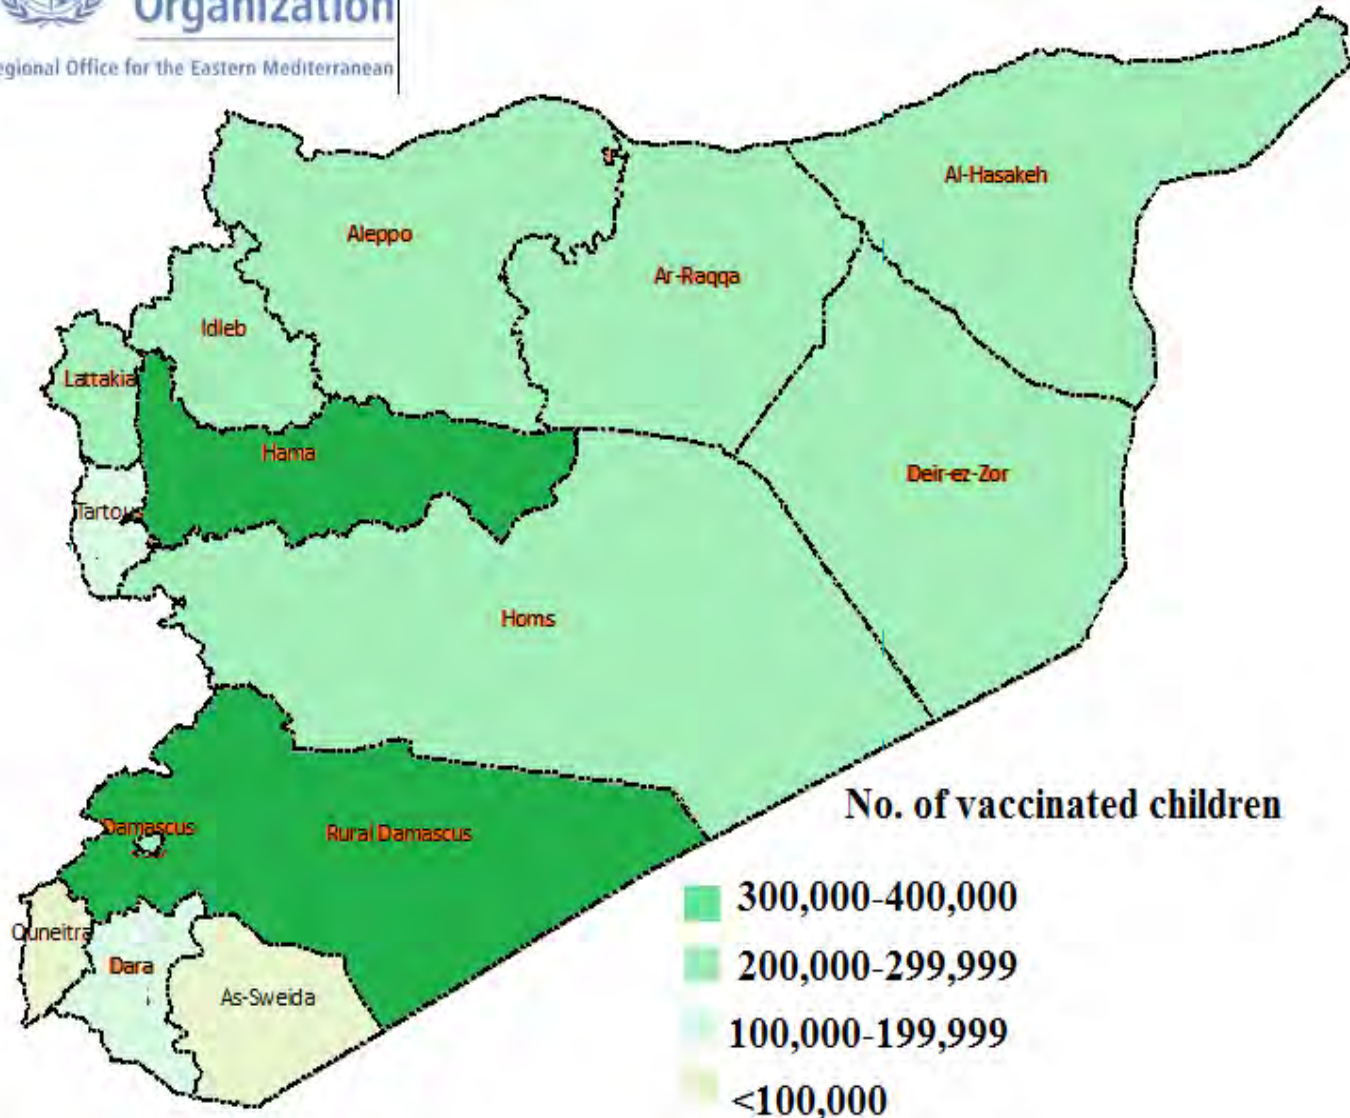 Organization
Regional Office for the Eastern Mediterranean
Al-Hasakeh
Aleppo
Ar-Raqqa
Idleb
Lattakia
Hama
Deir-ez-Zor
Tartous
Homs
No. of vaccinated children
Damascus
Rural Damascus
300,000-400,000
Quneitra
Dara
200,000-299,999
As-Sweida
100,000-199,999
<100,000